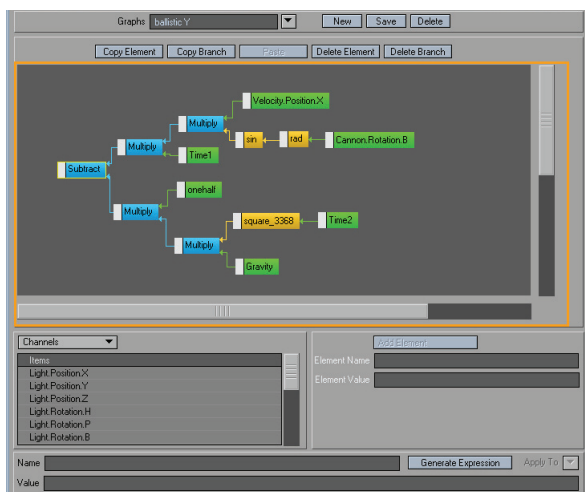 Graphs ballistic Y New Save Delete
Copy Element Copy Branch Paste Delete Element Delete Branch
Velocity.Position.X
Multiply
sin rad Cannon.Rotation.B
Multiply
Time1
Subtract
onehalf
Multiply
square_3368 Time2
Multiply
Gravity
Channels
Items
Light.Position.X
Light.Position.Y
Light.Position.Z
Light.Rotation.H
Light.Rotation.P
Light.Rotation.B
Add Element
Element Name
Element Value
Name Generate Expression Apply To
Value